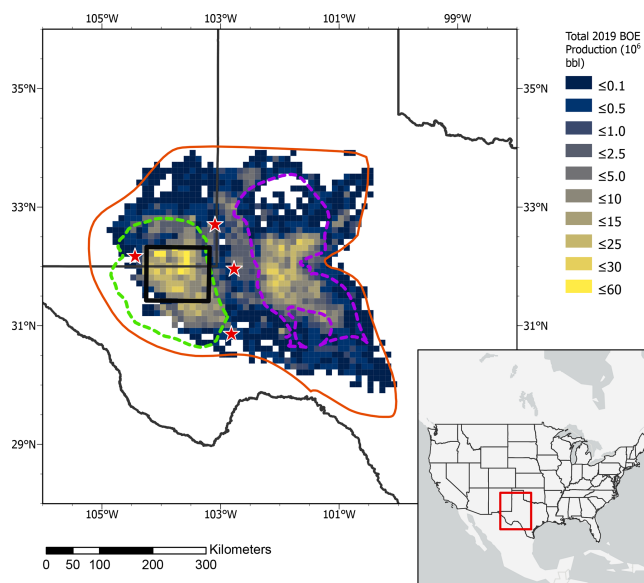 105°W 103°W 101°W 99°W
Total 2019 BOE
Production (10⁶
bbl)
≤0.1
≤0.5
≤1.0
≤2.5
≤5.0
≤10
≤15
≤25
≤30
≤60
35°N 35°N
33°N 33°N
31°N 31°N
29°N
105°W 103°W 101°W
Kilometers
0 50 100 200 300